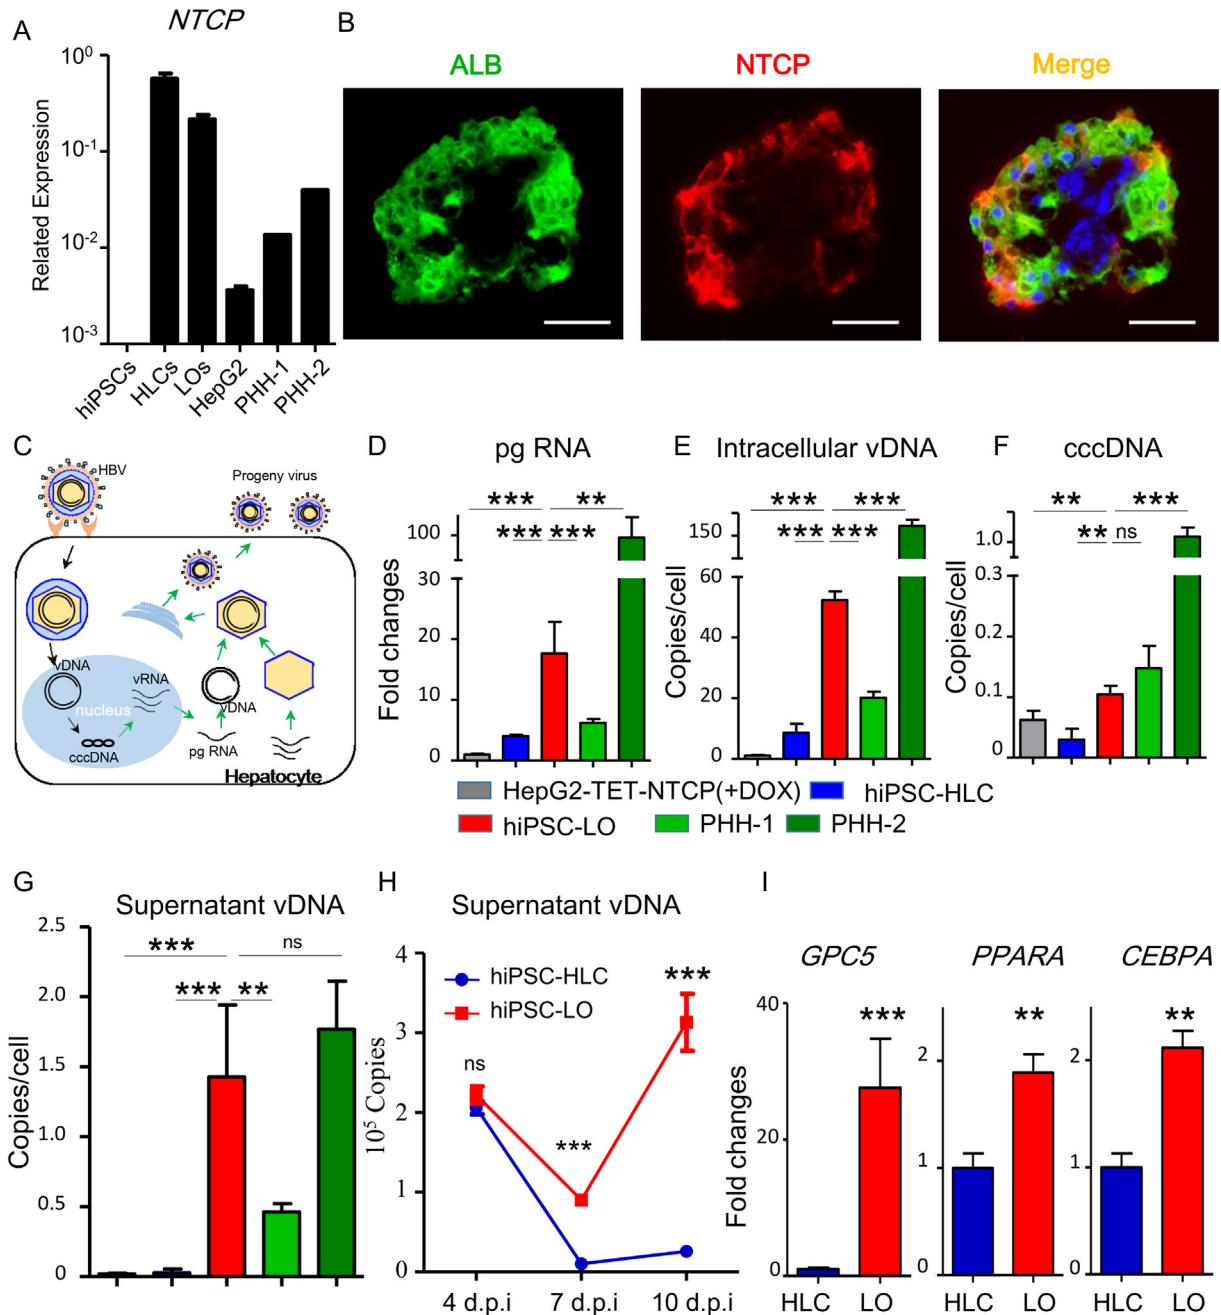 A
NTCP
10^0
10^-1
10^-2
10^-3
Related Expression
hiPSCs
HLCs
LOs
HepG2
PHH-1
PHH-2
B
ALB
NTCP
Merge
C
HBV
Progeny virus
vDNA
vRNA
nucleus
cccDNA
pg RNA
vDNA
Hepatocyte
D
pg RNA
*** **
*** ***
100
30
20
10
0
Fold changes
E
Intracellular vDNA
*** ***
*** ***
150
60
40
20
0
Copies/cell
F
cccDNA
** ***
** ns
1.0
0.3
0.2
0.1
0
Copies/cell
HepG2-TET-NTCP(+DOX) hiPSC-HLC
hiPSC-LO PHH-1 PHH-2
G
Supernatant vDNA
2.5
2.0
1.5
1.0
0.5
0
Copies/cell
*** ns
*** **
H
Supernatant vDNA
4
3
2
1
0
10^5 Copies
hiPSC-HLC
hiPSC-LO
ns
***
***
4 d.p.i 7 d.p.i 10 d.p.i
I
GPC5 PPARA CEBPA
Fold changes
40
20
0
***
HLC LO
2
1
0
**
HLC LO
2
1
0
**
HLC LO